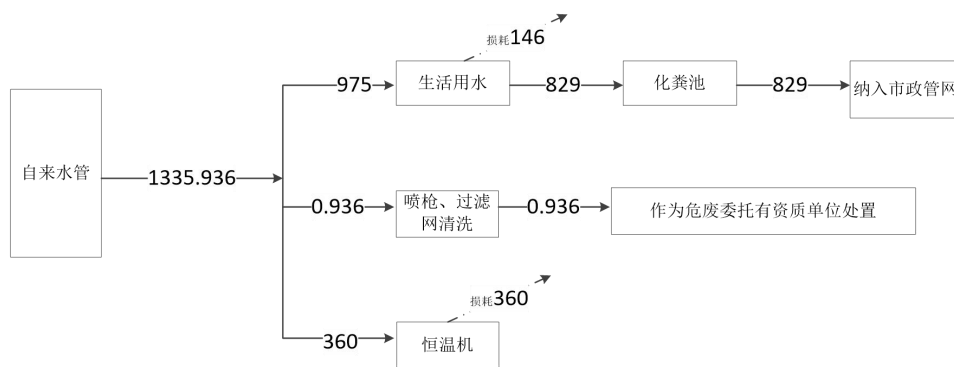 损耗146
975
生活用水
829
化粪池
829
纳入市政管网
自来水管
1335.936
0.936
喷枪、过滤
网清洗
0.936
作为危废委托有资质单位处置
损耗360
360
恒温机